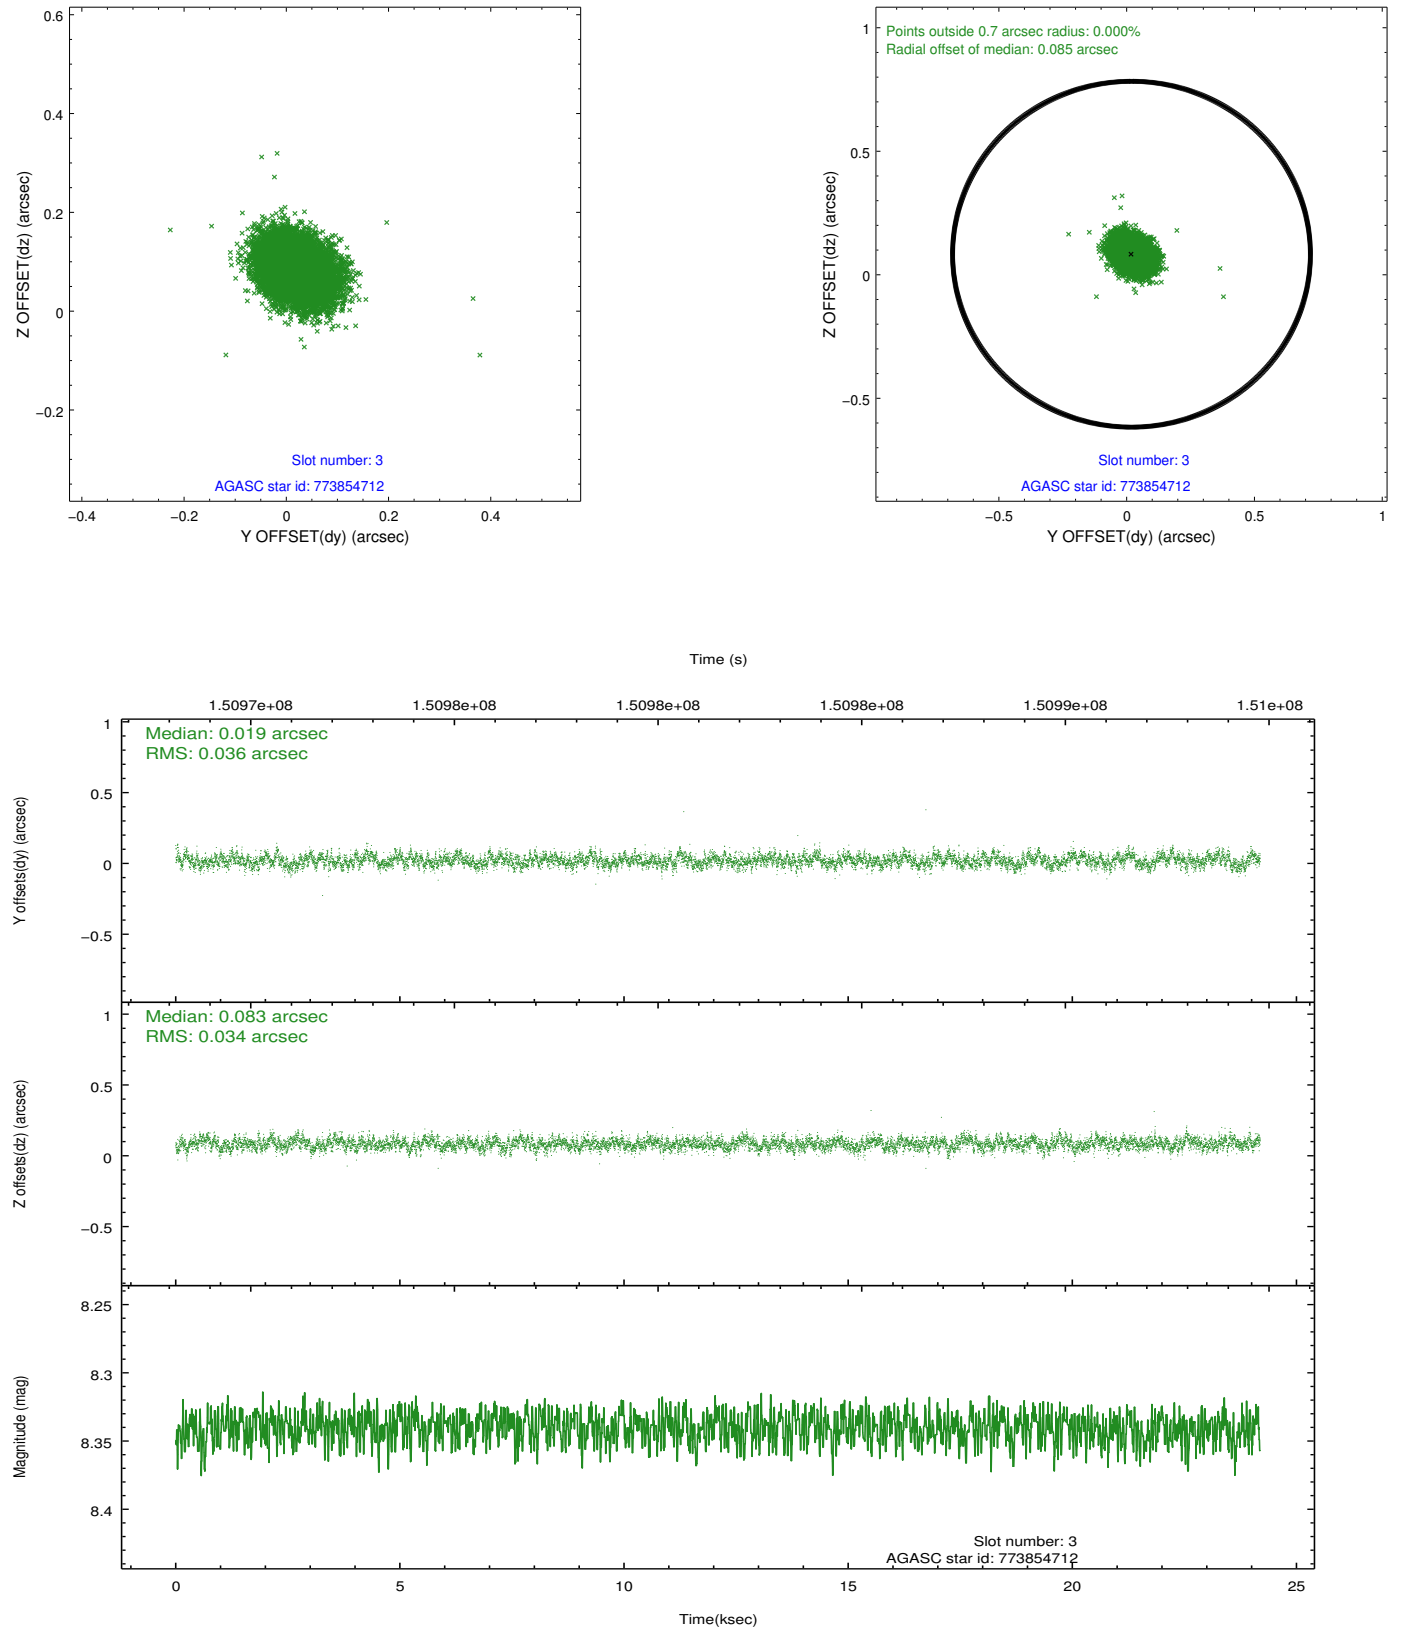 0.6
0.4
0.2
0
−0.2
−0.4
−0.2
0
0.2
0.4
Z OFFSET(dz) (arcsec)
Y OFFSET(dy) (arcsec)
Slot number: 3
AGASC star id: 773854712
Points outside 0.7 arcsec radius: 0.000%
Radial offset of median: 0.085 arcsec
1
0.5
0
−0.5
−0.5
0
0.5
1
Z OFFSET(dz) (arcsec)
Y OFFSET(dy) (arcsec)
Slot number: 3
AGASC star id: 773854712
Time (s)
1.5097e+08
1.5098e+08
1.5098e+08
1.5098e+08
1.5099e+08
1.51e+08
Median: 0.019 arcsec
RMS: 0.036 arcsec
1
0.5
0
−0.5
Y offsets(dy) (arcsec)
Median: 0.083 arcsec
RMS: 0.034 arcsec
1
0.5
0
−0.5
Z offsets(dz) (arcsec)
8.25
8.3
8.35
8.4
Magnitude (mag)
Slot number: 3
AGASC star id: 773854712
0
5
10
15
20
25
Time(ksec)